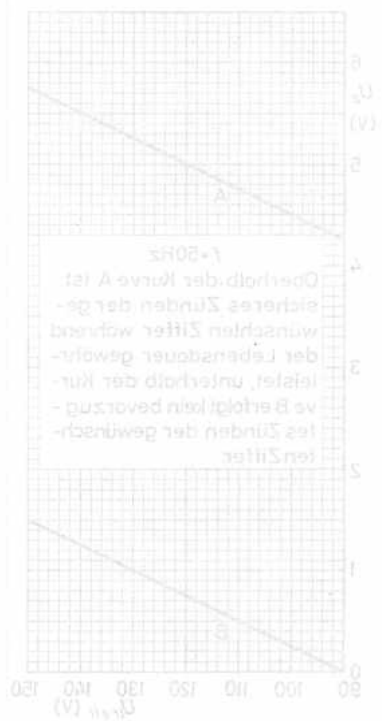 6
U_z
(V)
5
A
f=50Hz
Oberhalb der Kurve A ist
sicheres Zünden der ge-
wünschten Ziffer während
der Lebensdauer gewähr-
leistet, unterhalb der Kur-
ve B erfolgt kein bevorzug-
tes Zünden der gewünsch-
ten Ziffer
4
3
2
1
B
0
90 100 110 120 130 140 150
(V)